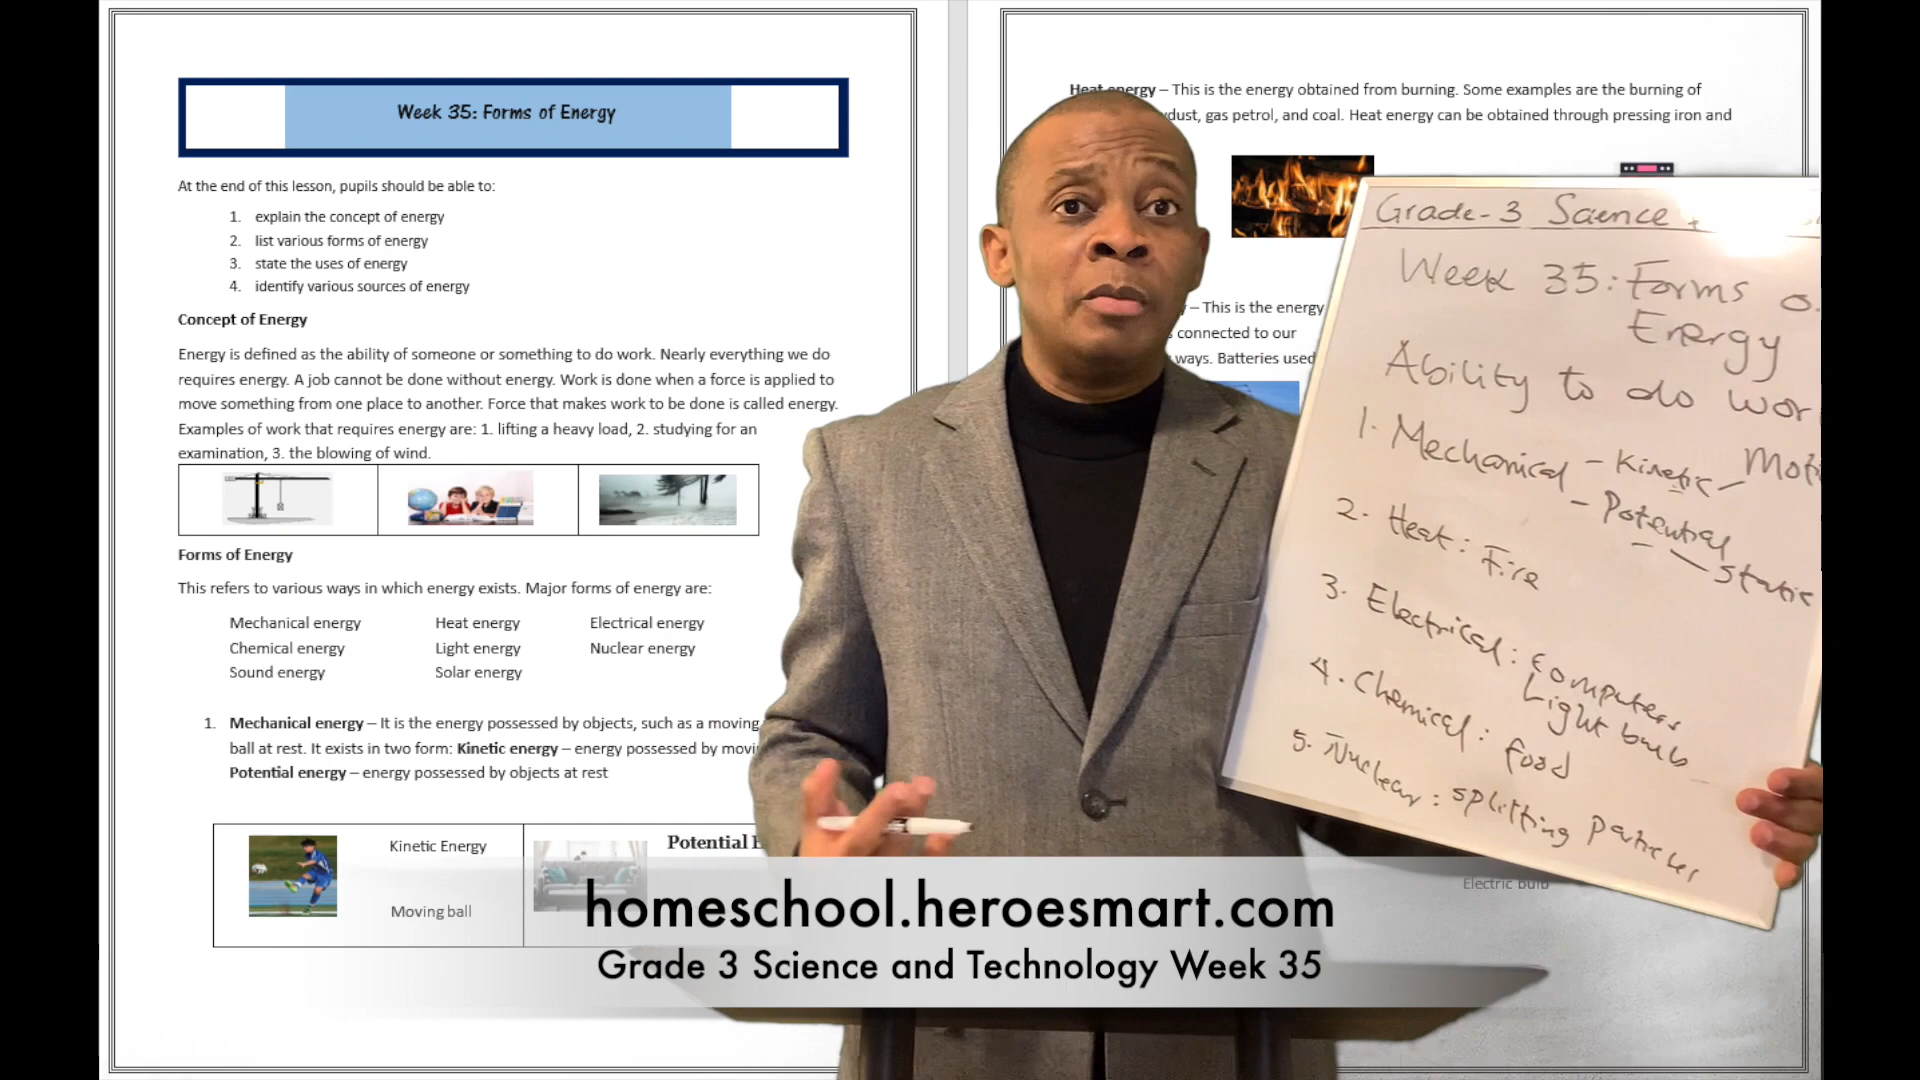 Week 35: Forms of Energy
At the end of this lesson, pupils should be able to:
1. explain the concept of energy
2. list various forms of energy
3. state the uses of energy
4. identify various sources of energy
Concept of Energy
Energy is defined as the ability of someone or something to do work. Nearly everything we do
requires energy. A job cannot be done without energy. Work is done when a force is applied to
move something from one place to another. Force that makes work to be done is called energy.
Examples of work that requires energy are: 1. lifting a heavy load, 2. studying for an
examination, 3. the blowing of wind.
Forms of Energy
This refers to various ways in which energy exists. Major forms of energy are:
Mechanical energy Heat energy Electrical energy
Chemical energy Light energy Nuclear energy
Sound energy Solar energy
1. Mechanical energy – It is the energy possessed by objects, such as a moving
ball at rest. It exists in two form: Kinetic energy – energy possessed by
Potential energy – energy possessed by objects at rest
Kinetic Energy
Moving ball
Potential
Heat energy – This is the energy obtained from burning. Some examples are the burning of
gas petrol, and coal. Heat energy can be obtained through pressing iron and
– This is the energy
connected to our
ways. Batteries used
Electric bulb
Grade-3 Science
Week 35: Forms
Energy
Ability to do
1. Mechanical – Kinetic –
– Potential
static
2. Heat: Fire
3. Electrical: Computers
Light bulb
4. Chemical: food
5. Nuclear: splitting particles
homeschool.heroesmart.com
Grade 3 Science and Technology Week 35